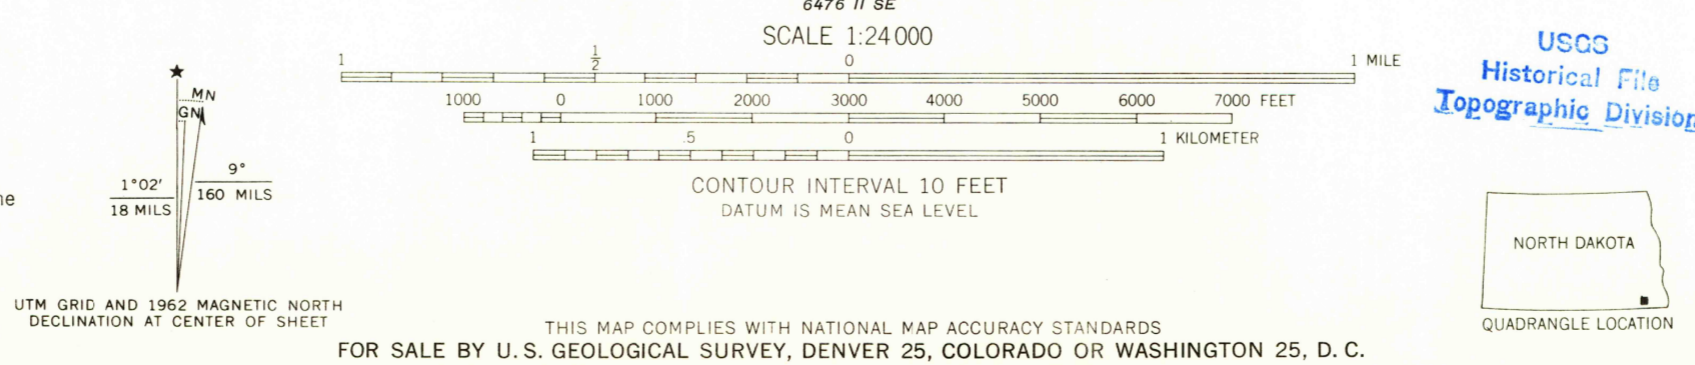 6476 II SE
SCALE 1:24 000
1 ½ 0 1 MILE
1000 0 1000 2000 3000 4000 5000 6000 7000 FEET
1 .5 0 1 KILOMETER
CONTOUR INTERVAL 10 FEET
DATUM IS MEAN SEA LEVEL
★
MN
GN
1°02′
18 MILS
9°
160 MILS
UTM GRID AND 1962 MAGNETIC NORTH
DECLINATION AT CENTER OF SHEET
THIS MAP COMPLIES WITH NATIONAL MAP ACCURACY STANDARDS
FOR SALE BY U.S. GEOLOGICAL SURVEY, DENVER 25, COLORADO OR WASHINGTON 25, D. C.
USGS
Historical File
Topographic Division
NORTH DAKOTA
QUADRANGLE LOCATION